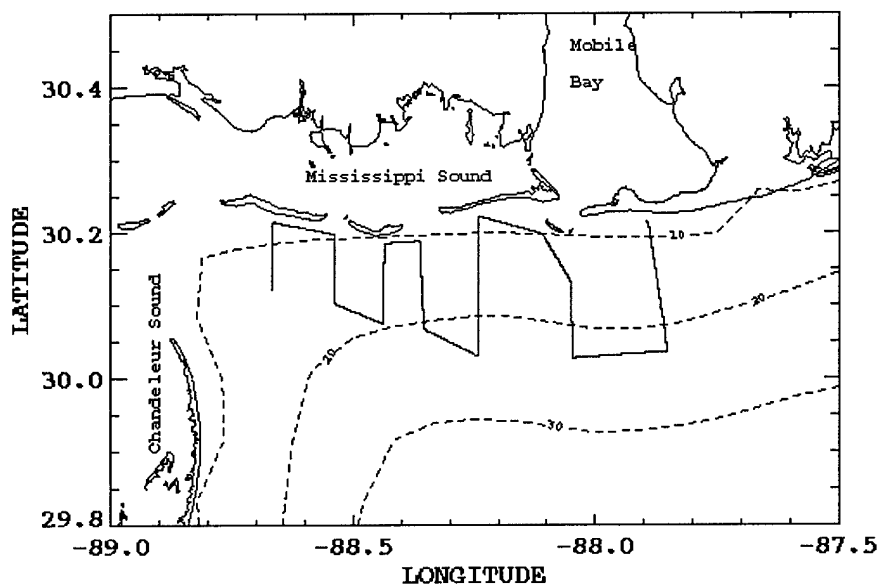 Mobile
Bay
30.4
Mississippi Sound
30.2
10
20
LATITUDE
Chandeleur Sound
20
30.0
30
29.8
-89.0
-88.5
-88.0
-87.5
LONGITUDE